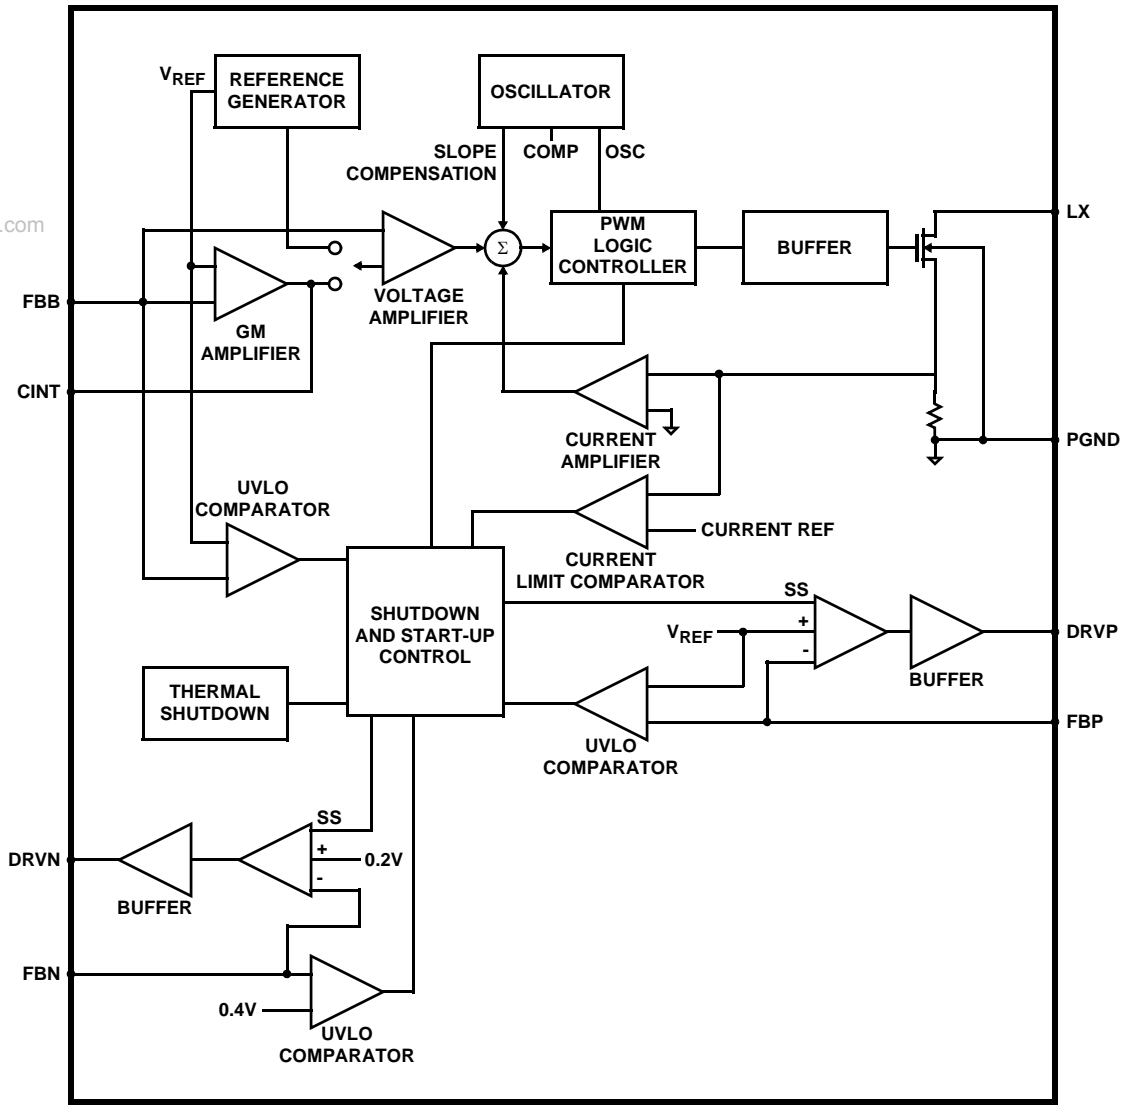 V_REF
REFERENCE
GENERATOR
OSCILLATOR
SLOPE
COMPENSATION
COMP
OSC
.com
LX
PWM
LOGIC
CONTROLLER
BUFFER
Σ
FBB
VOLTAGE
AMPLIFIER
GM
AMPLIFIER
CINT
CURRENT
AMPLIFIER
PGND
UVLO
COMPARATOR
CURRENT REF
CURRENT
LIMIT COMPARATOR
SHUTDOWN
AND START-UP
CONTROL
SS
+
-
V_REF
DRVP
BUFFER
THERMAL
SHUTDOWN
FBP
UVLO
COMPARATOR
SS
+
-
0.2V
DRVN
BUFFER
FBN
0.4V
UVLO
COMPARATOR